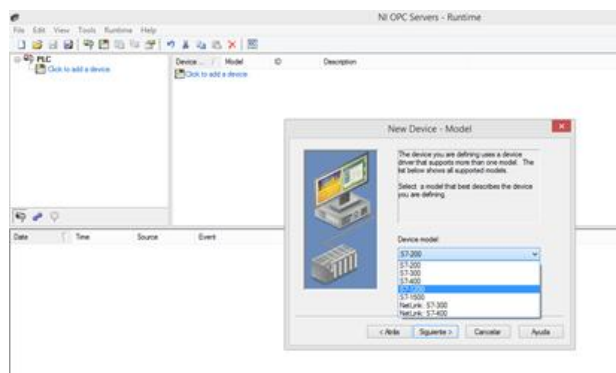 NI OPC Servers - Runtime
File Edit View Tools Runtime Help
PLC
Click to add a device.
Device ... Model ID Description
Click to add a device.
New Device - Model
The device you are defining uses a device
driver that supports more than one model. The
list below shows all supported models.
Select a model that best describes the device
you are defining.
Device model:
S7-200
S7-200
S7-300
S7-400
S7-1200
S7-1500
NetLink: S7-300
NetLink: S7-400
< Atrás Siguiente > Cancelar Ayuda
Date Time Source Event